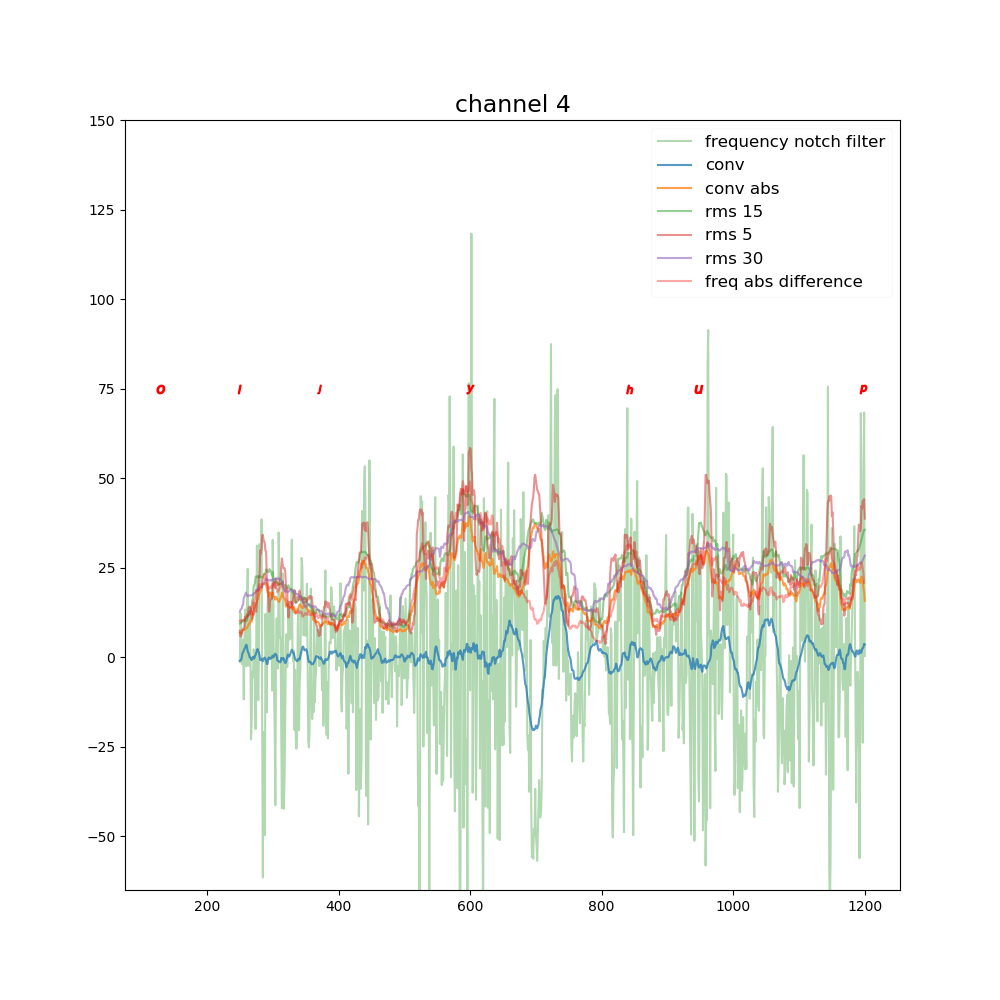 channel 4
150
125
100
75
50
25
0
−25
−50
200
400
600
800
1000
1200
frequency notch filter
conv
conv abs
rms 15
rms 5
rms 30
freq abs difference
o l j y h u p